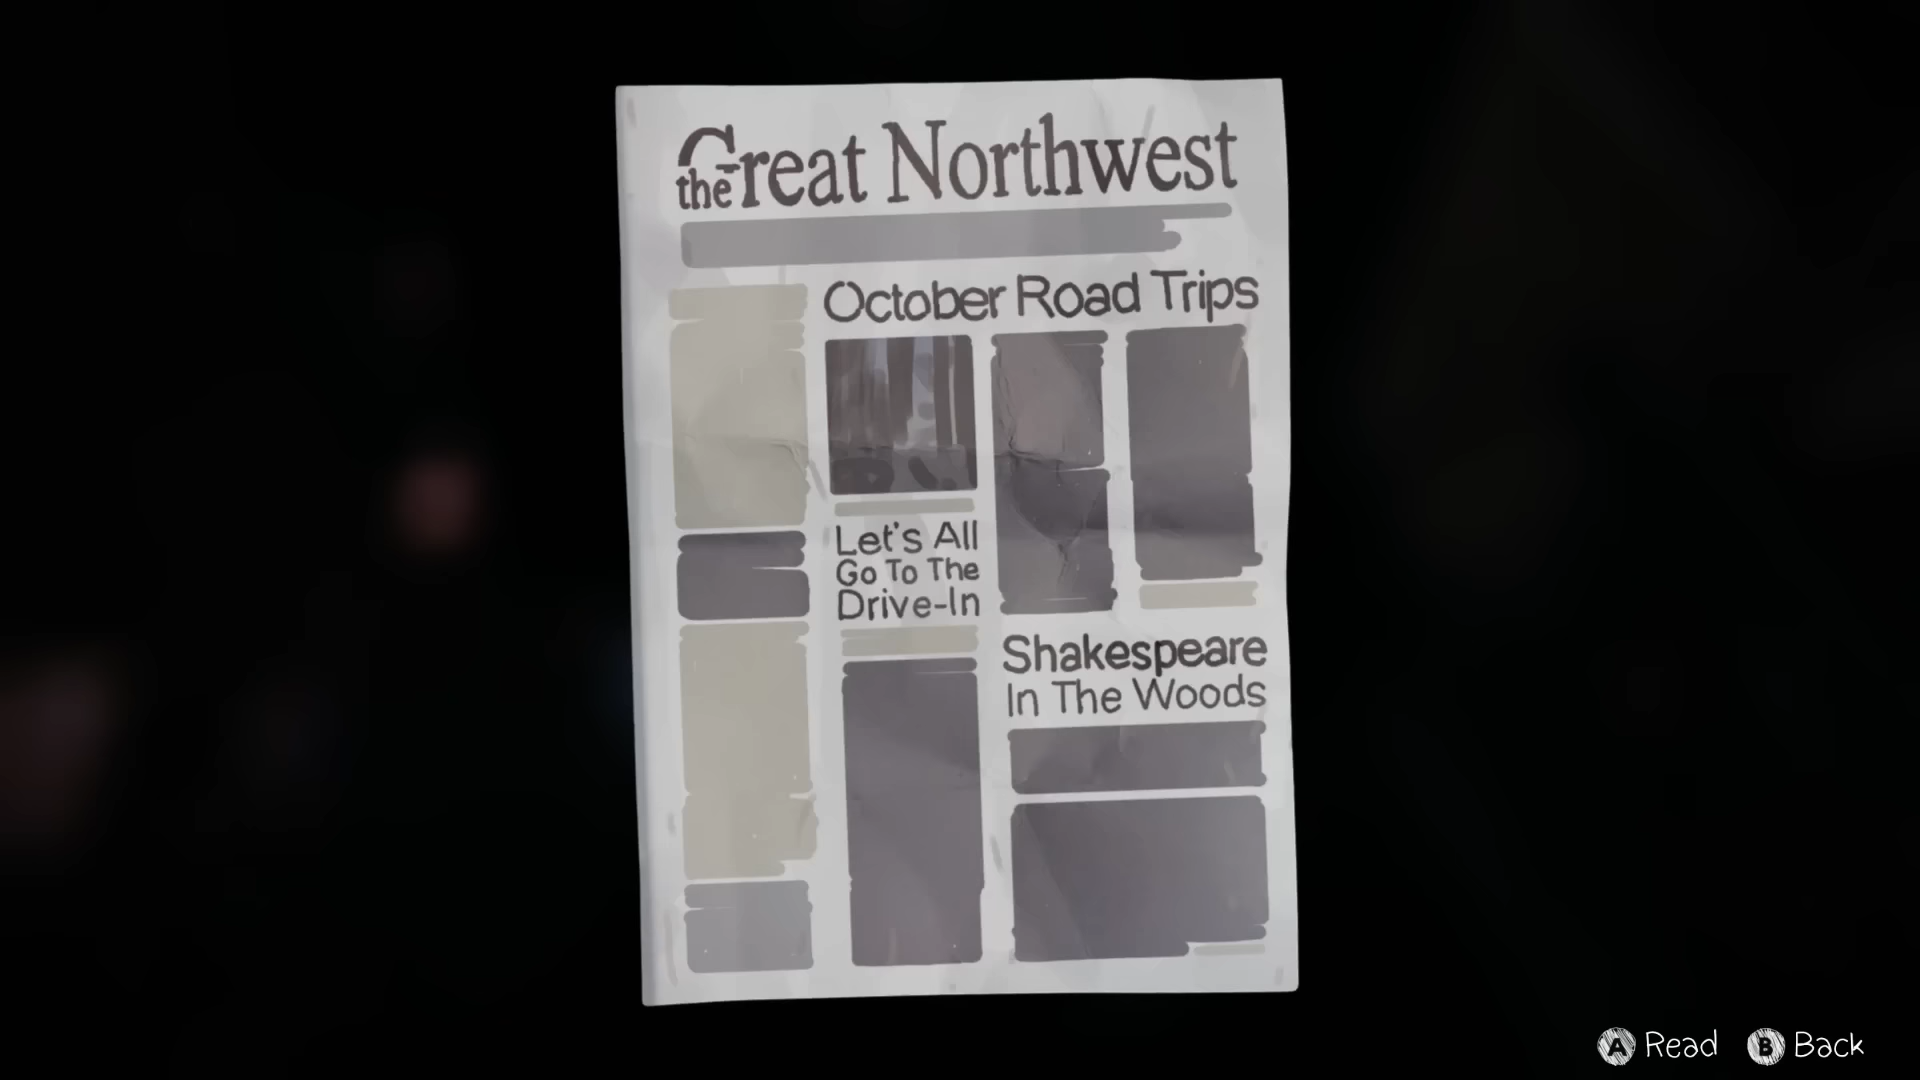 the Great Northwest
October Road Trips
Let's All
Go To The
Drive-In
Shakespeare
In The Woods
A Read B Back